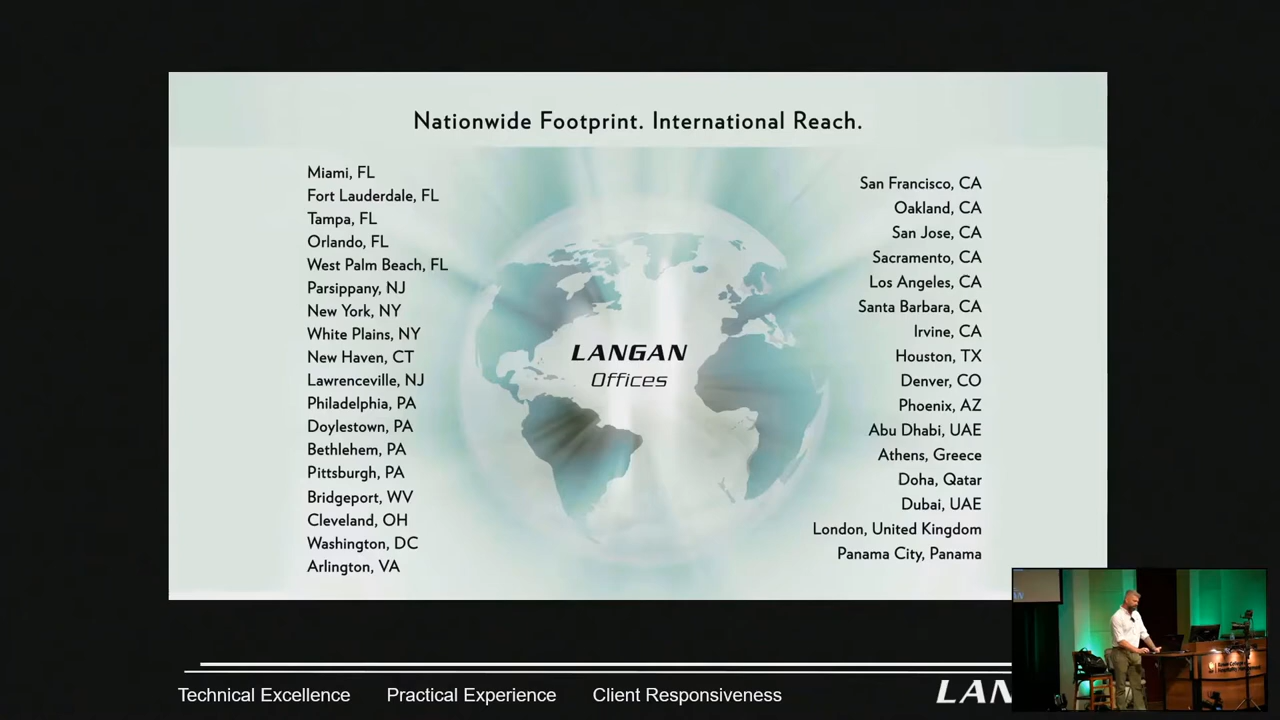 Nationwide Footprint. International Reach.
Miami, FL
Fort Lauderdale, FL
Tampa, FL
Orlando, FL
West Palm Beach, FL
Parsippany, NJ
New York, NY
White Plains, NY
New Haven, CT
Lawrenceville, NJ
Philadelphia, PA
Doylestown, PA
Bethlehem, PA
Pittsburgh, PA
Bridgeport, WV
Cleveland, OH
Washington, DC
Arlington, VA
LANGAN
Offices
San Francisco, CA
Oakland, CA
San Jose, CA
Sacramento, CA
Los Angeles, CA
Santa Barbara, CA
Irvine, CA
Houston, TX
Denver, CO
Phoenix, AZ
Abu Dhabi, UAE
Athens, Greece
Doha, Qatar
Dubai, UAE
London, United Kingdom
Panama City, Panama
Technical Excellence Practical Experience Client Responsiveness
LAN